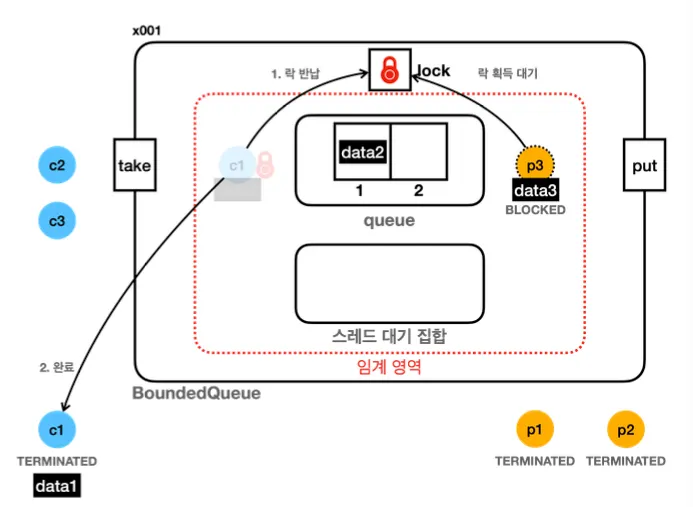 x001
1. 락 반납
lock
락 획득 대기
c2
take
c1
data2
p3
put
data3
1
2
BLOCKED
c3
queue
스레드 대기 집합
2. 완료
임계 영역
BoundedQueue
c1
p1
p2
TERMINATED
TERMINATED
TERMINATED
data1